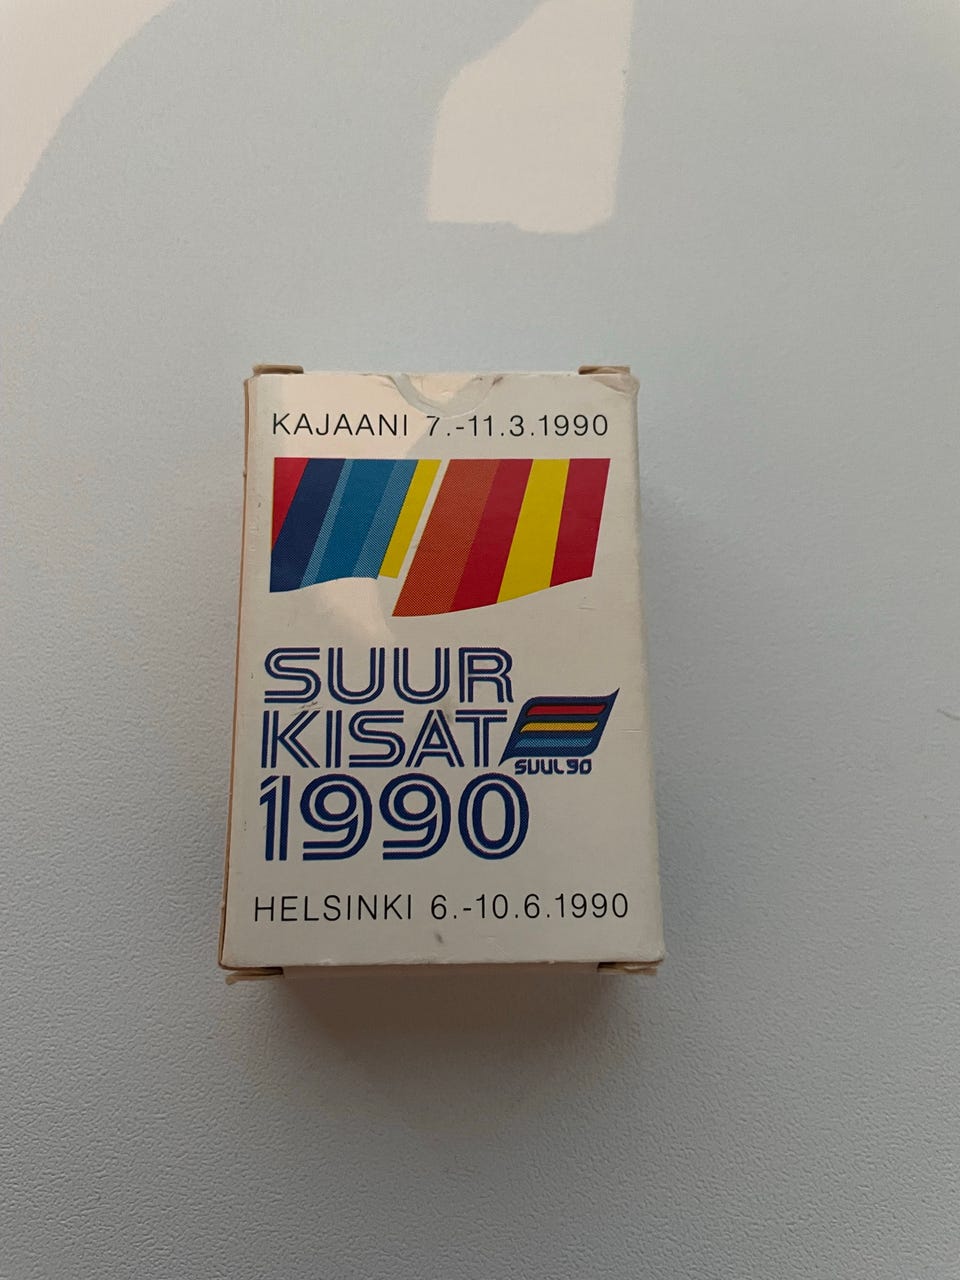 KAJAANI 7.-11.3.1990
SUUR
KISAT
SUUL 90
1990
HELSINKI 6.-10.6.1990